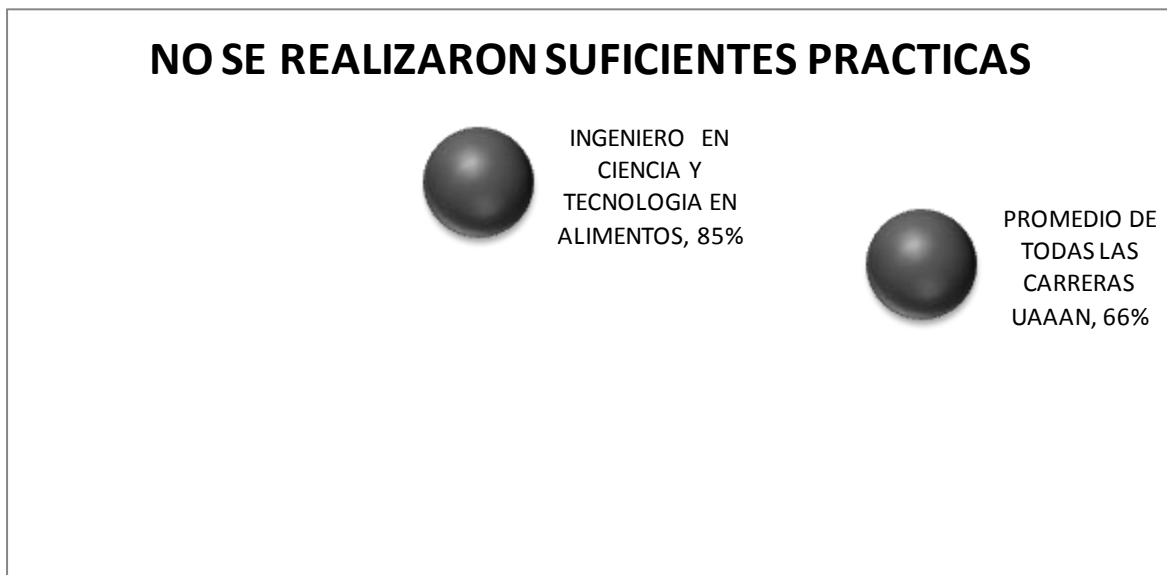 NO SE REALIZARON SUFICIENTES PRACTICAS
INGENIERO EN
CIENCIA Y
TECNOLOGIA EN
ALIMENTOS, 85%
PROMEDIO DE
TODAS LAS
CARRERAS
UAAAN, 66%